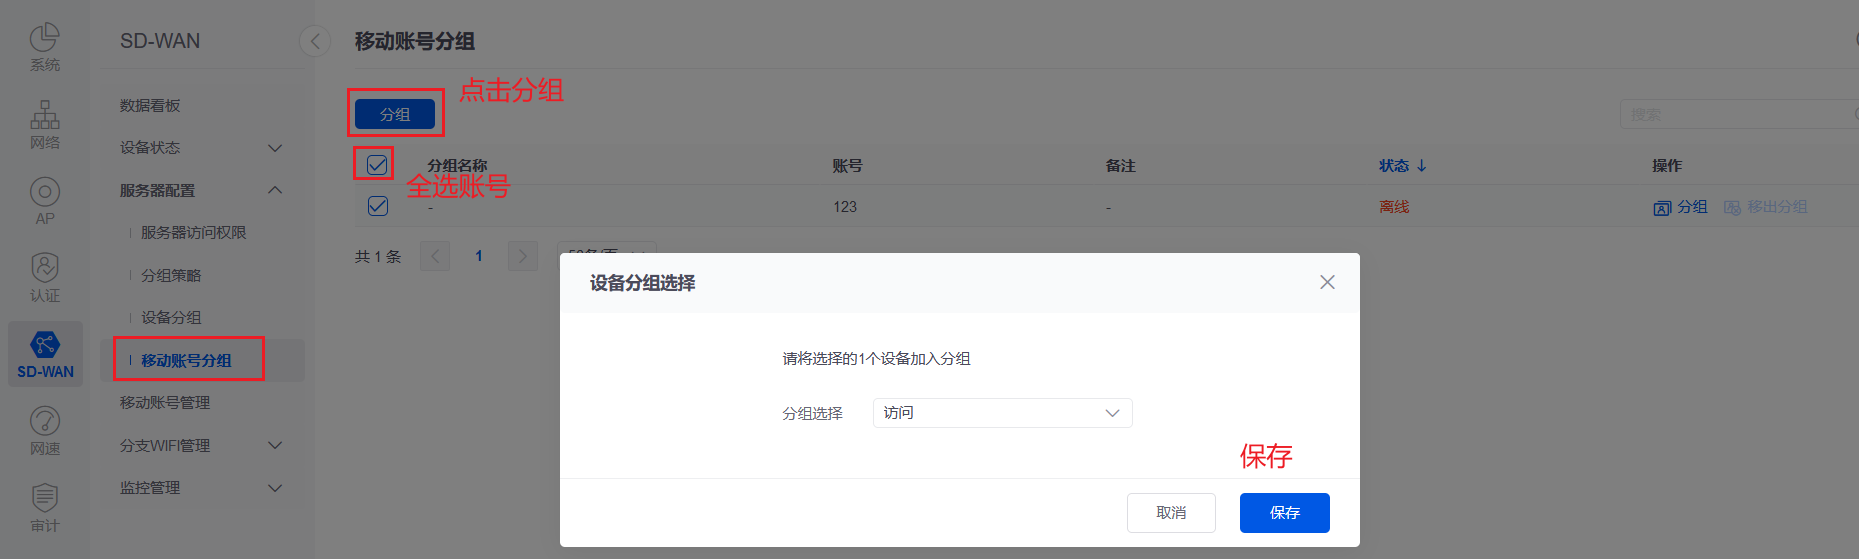 系统
网络
AP
认证
SD-WAN
网速
审计
SD-WAN
数据看板
设备状态
服务器配置
服务器访问权限
分组策略
设备分组
移动账号分组
移动账号管理
分支WIFI管理
监控管理
移动账号分组
点击分组
分组
搜索
分组名称 账号 备注 状态 操作
全选账号
- 123 - 离线 分组 移出分组
共 1 条 1
设备分组选择
请将选择的1个设备加入分组
分组选择 访问
保存
取消 保存